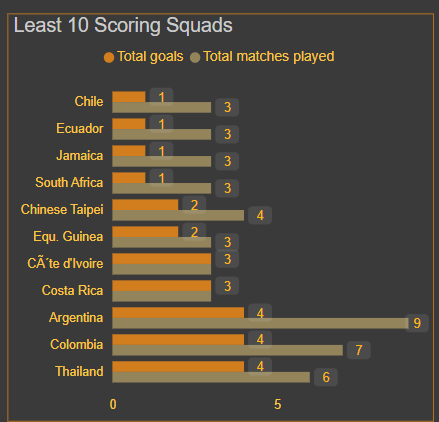 Least 10 Scoring Squads
Total goals Total matches played
Chile 1
3
Ecuador 1
3
Jamaica 1
3
South Africa 1
3
Chinese Taipei 2
4
Equ. Guinea 2
3
CÃ´te d'Ivoire 3
Costa Rica 3
Argentina 4
9
Colombia 4
7
Thailand 4
6
0 5